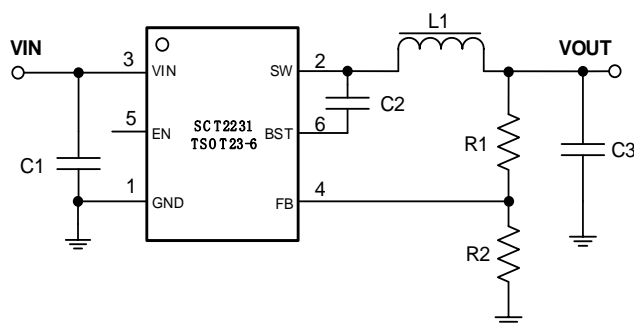 L1
VIN
VOUT
3
2
VIN
SW
C2
5
SCT2231
6
EN
TSOT23-6
BST
R1
C1
C3
1
4
GND
FB
R2